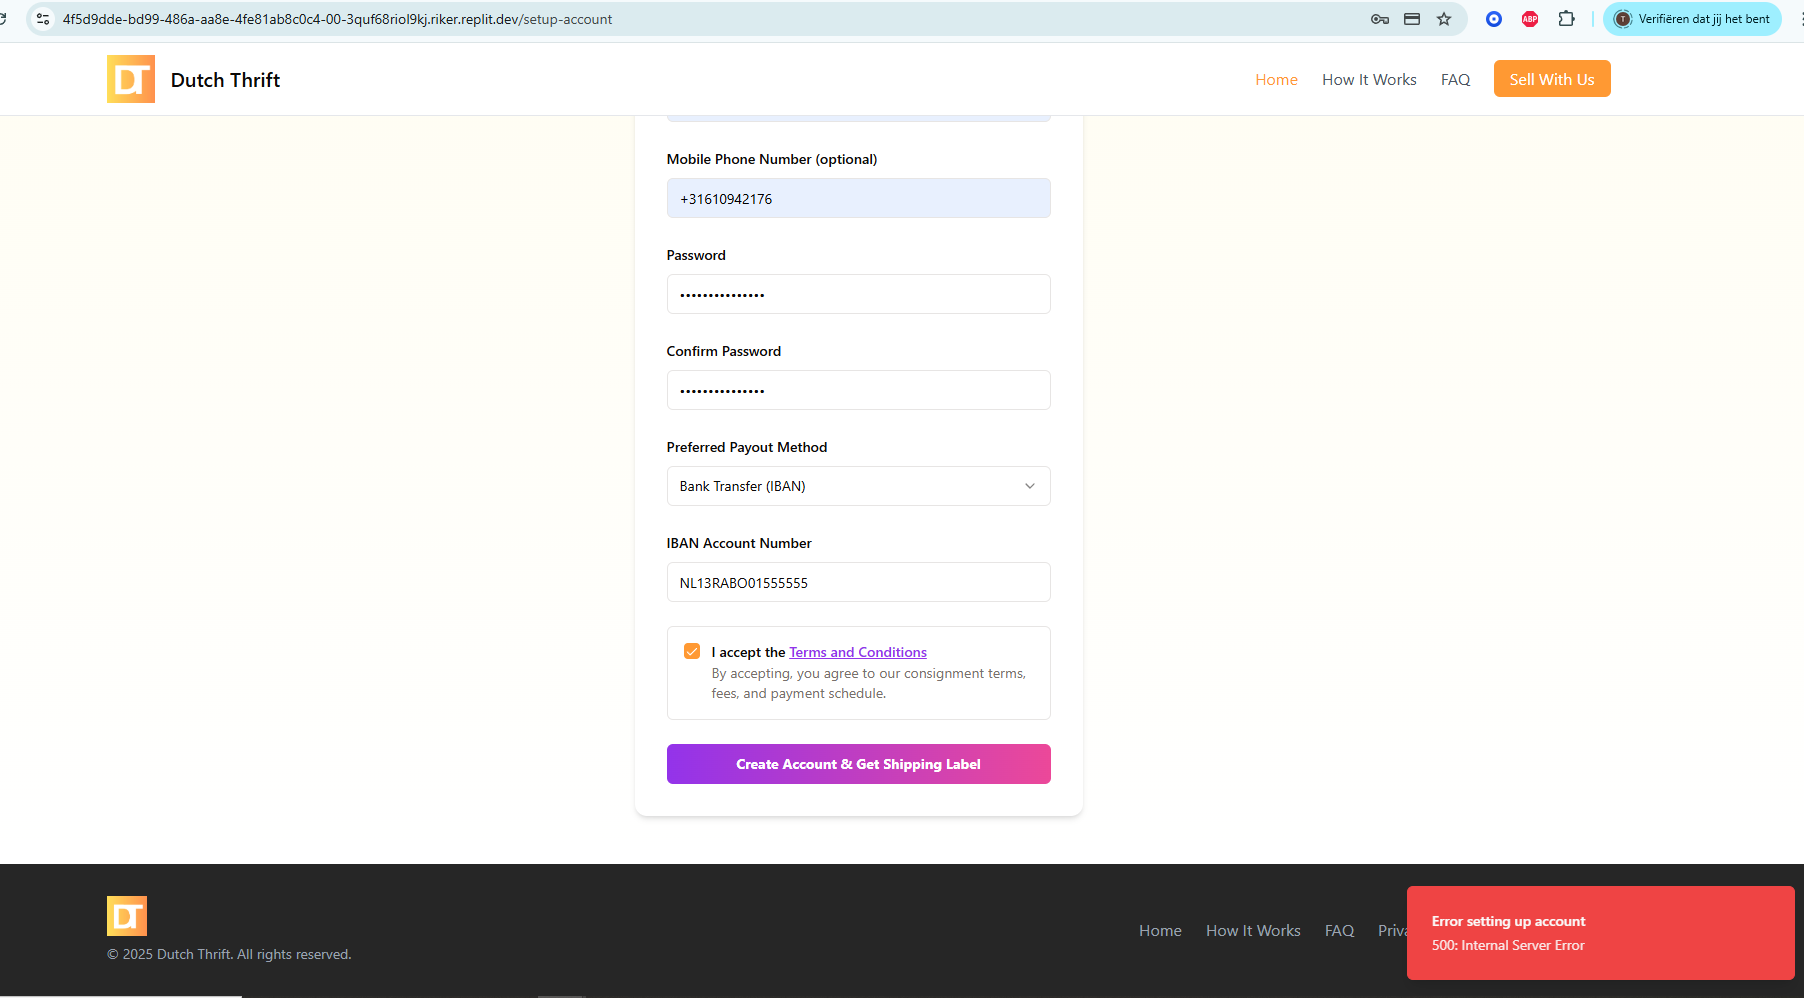 4f5d9dde-bd99-486a-aa8e-4fe81ab8c0c4-00-3quf68riol9kj.riker.replit.dev/setup-account
ABP
T
Verifiëren dat jij het bent
DT
Dutch Thrift
Home
How It Works
FAQ
Sell With Us
Mobile Phone Number (optional)
+31610942176
Password
•••••••••••••••
Confirm Password
•••••••••••••••
Preferred Payout Method
Bank Transfer (IBAN)
IBAN Account Number
NL13RABO01555555
I accept the Terms and Conditions
By accepting, you agree to our consignment terms,
fees, and payment schedule.
Create Account & Get Shipping Label
DT
© 2025 Dutch Thrift. All rights reserved.
Home
How It Works
FAQ
Priva
Error setting up account
500: Internal Server Error